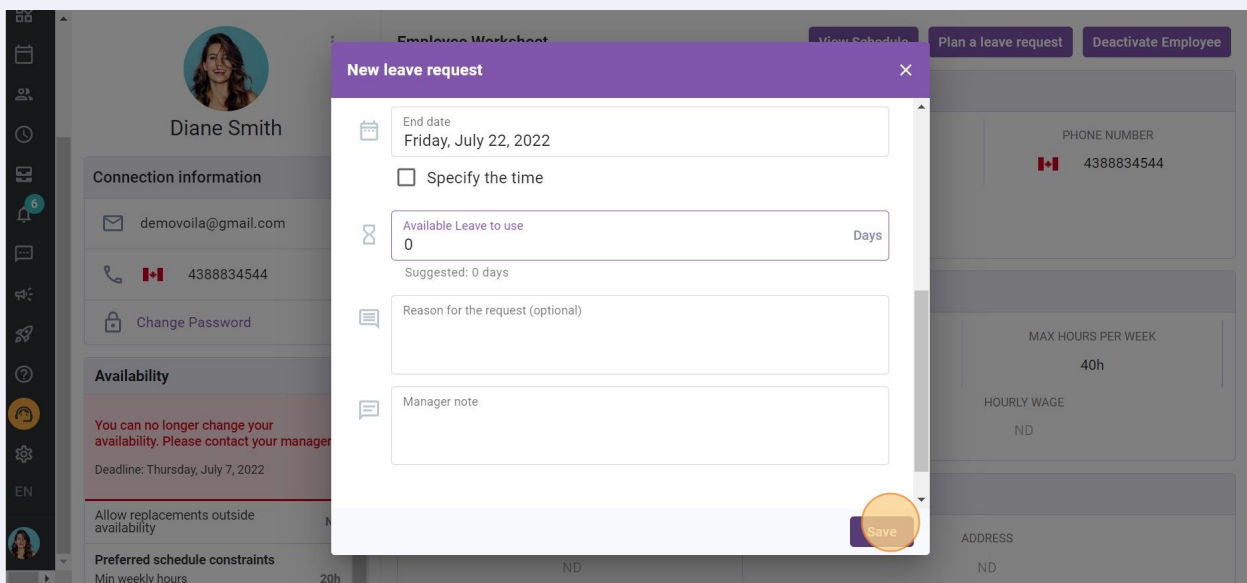 Employee Worksheet
View Schedule
Plan a leave request
Deactivate Employee
Diane Smith
Connection information
demovoila@gmail.com
4388834544
Change Password
Availability
You can no longer change your
availability. Please contact your manager
Deadline: Thursday, July 7, 2022
Allow replacements outside
availability
N
Preferred schedule constraints
Min weekly hours
20h
6
EN
New leave request
End date
Friday, July 22, 2022
Specify the time
Available Leave to use
0
Days
Suggested: 0 days
Reason for the request (optional)
Manager note
Save
PHONE NUMBER
4388834544
MAX HOURS PER WEEK
40h
HOURLY WAGE
ND
ADDRESS
ND
ND